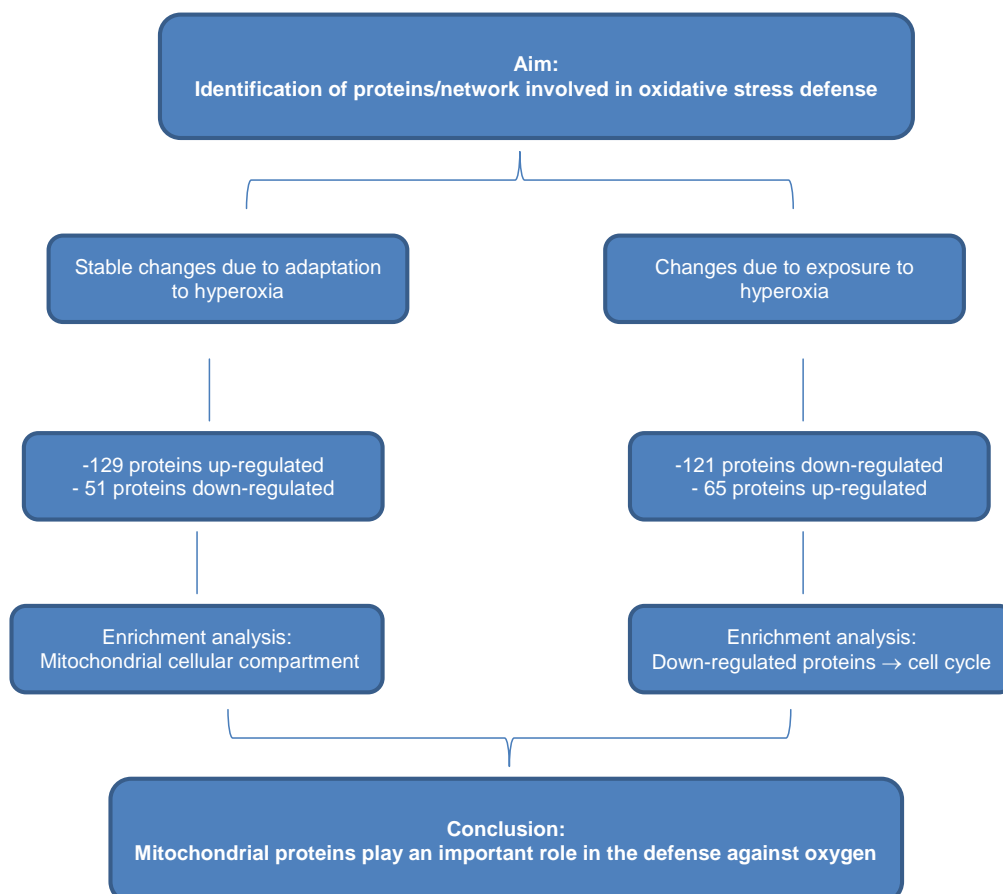 Aim:
Identification of proteins/network involved in oxidative stress defense
Stable changes due to adaptation
to hyperoxia
Changes due to exposure to
hyperoxia
-129 proteins up-regulated
- 51 proteins down-regulated
-121 proteins down-regulated
- 65 proteins up-regulated
Enrichment analysis:
Mitochondrial cellular compartment
Enrichment analysis:
Down-regulated proteins → cell cycle
Conclusion:
Mitochondrial proteins play an important role in the defense against oxygen